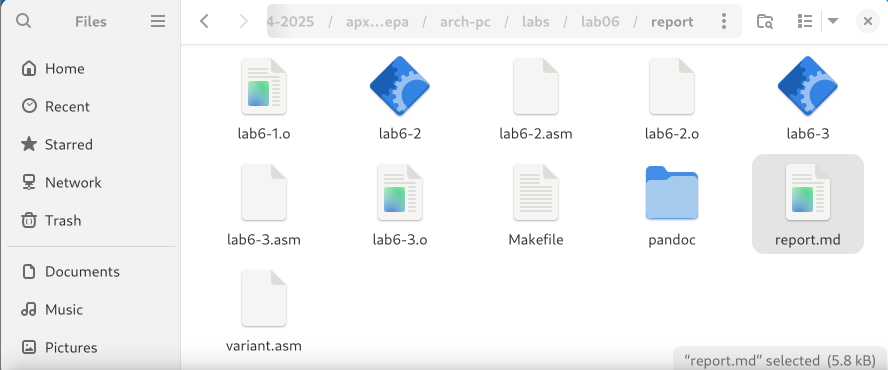 Files
4-2025 / apx...epa / arch-pc / labs / lab06 / report
Home
Recent
Starred
Network
Trash
Documents
Music
Pictures
lab6-1.o
lab6-2
lab6-2.asm
lab6-2.o
lab6-3
lab6-3.asm
lab6-3.o
Makefile
pandoc
report.md
variant.asm
“report.md” selected (5.8 kB)